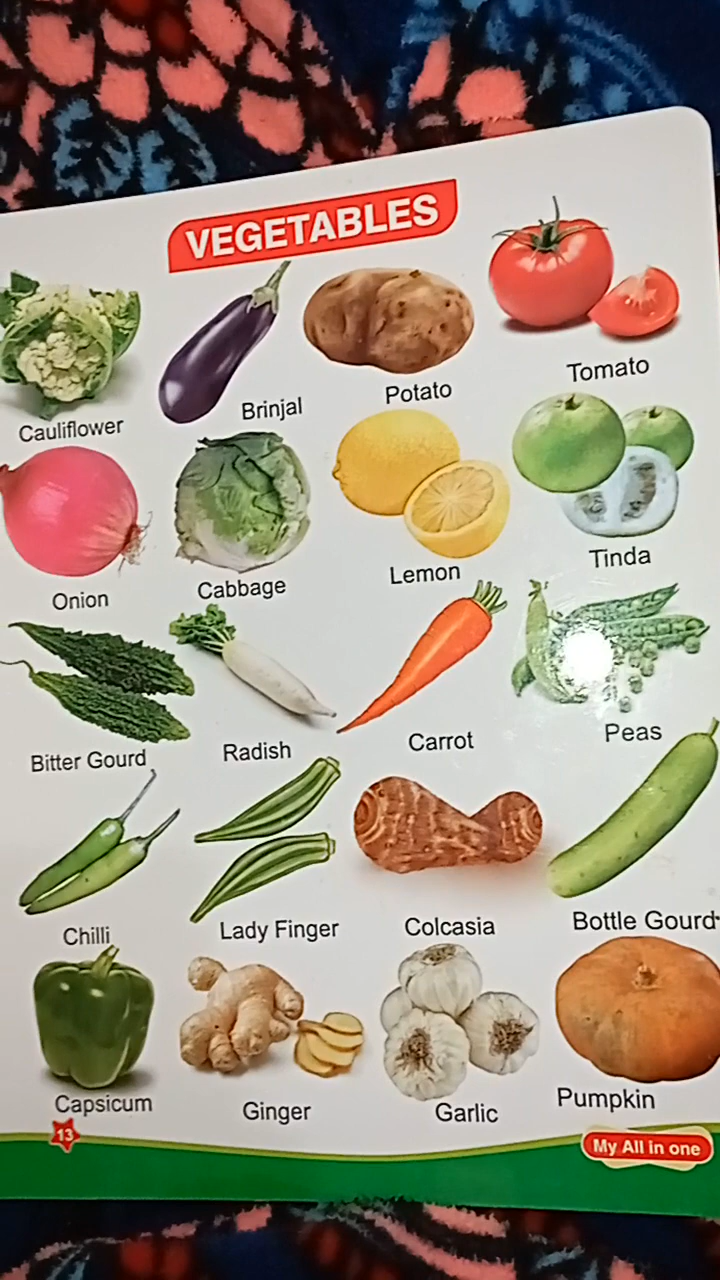 VEGETABLES
Cauliflower
Brinjal
Potato
Tomato
Onion
Cabbage
Lemon
Tinda
Bitter Gourd
Radish
Carrot
Peas
Chilli
Lady Finger
Colcasia
Bottle Gourd
Capsicum
Ginger
Garlic
Pumpkin
13
My All in one